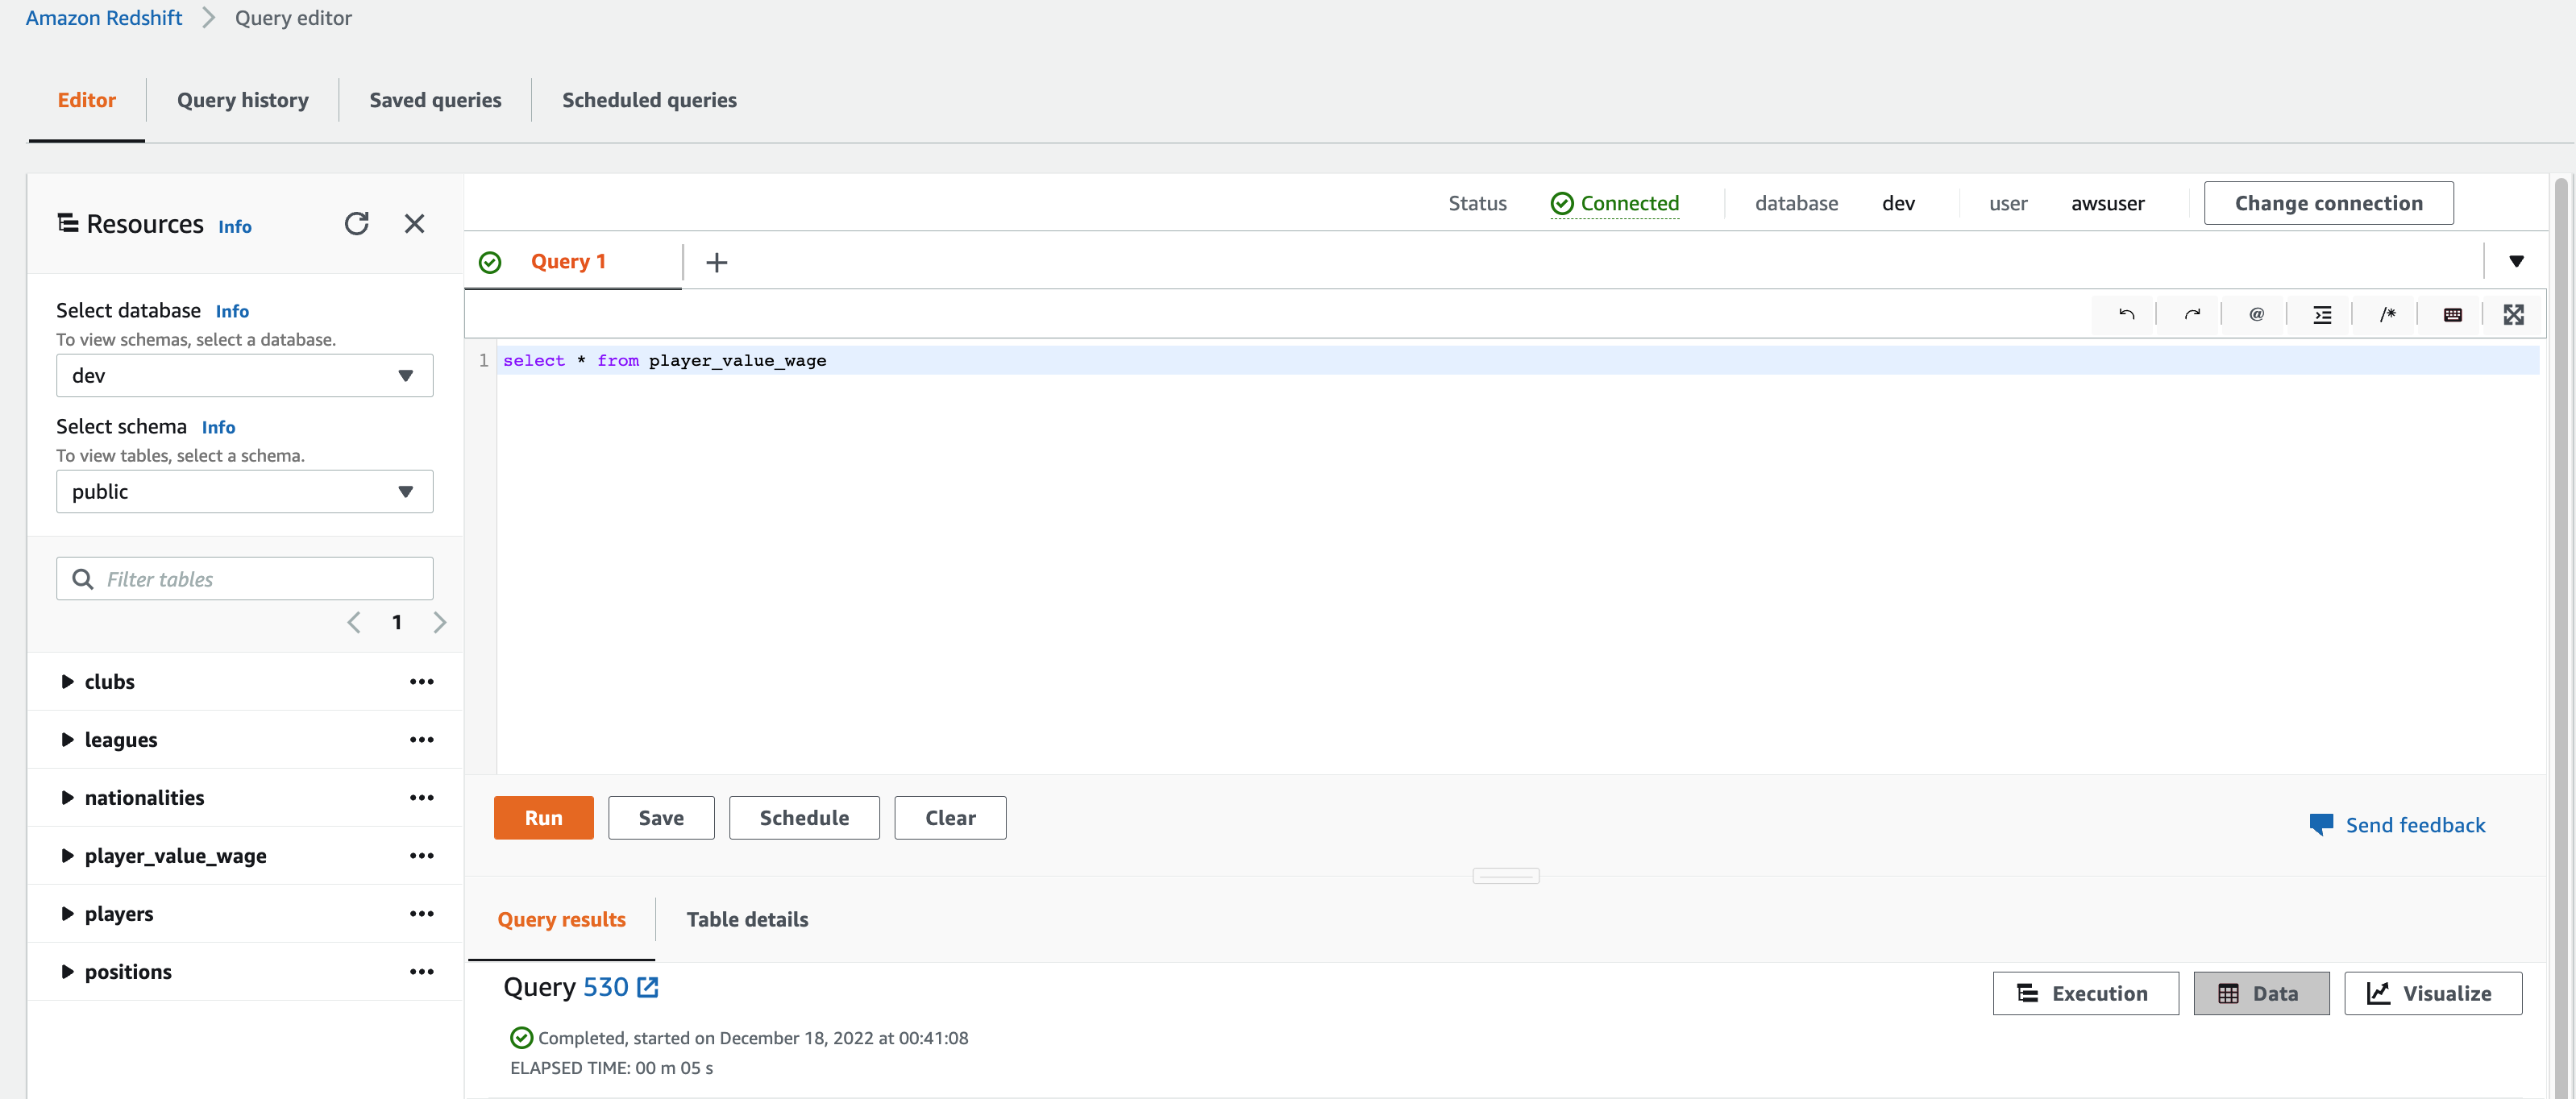 Amazon Redshift > Query editor
Editor Query history Saved queries Scheduled queries
Resources Info
Status Connected database dev user awsuser Change connection
Query 1 +
Select database Info
To view schemas, select a database.
dev
@ /*
1 select * from player_value_wage
Select schema Info
To view tables, select a schema.
public
Filter tables
< 1 >
clubs •••
leagues •••
nationalities •••
player_value_wage •••
players •••
positions •••
Run Save Schedule Clear
Send feedback
Query results Table details
Query 530
Execution Data Visualize
Completed, started on December 18, 2022 at 00:41:08
ELAPSED TIME: 00 m 05 s